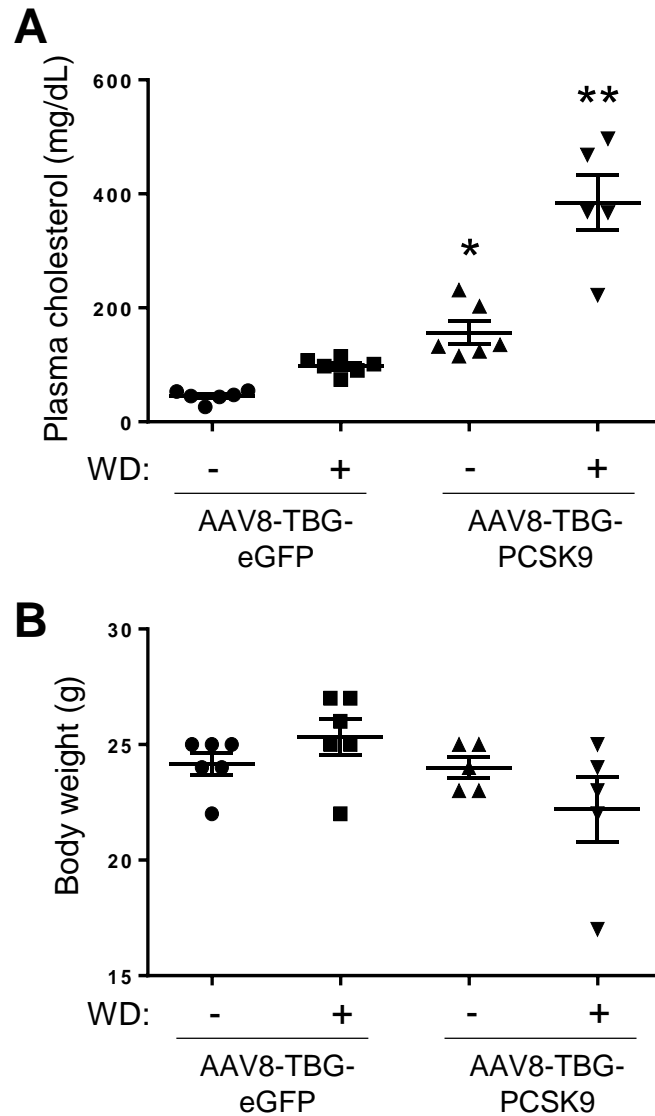 A
Plasma cholesterol (mg/dL)
600
400
200
0
*
**
WD: - + - +
AAV8-TBG-
eGFP
AAV8-TBG-
PCSK9
B
Body weight (g)
30
25
20
15
WD: - + - +
AAV8-TBG-
eGFP
AAV8-TBG-
PCSK9